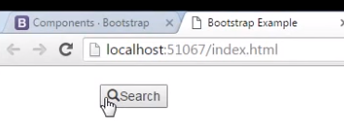 B Components · Bootstrap
Bootstrap Example
localhost:51067/index.html
Search